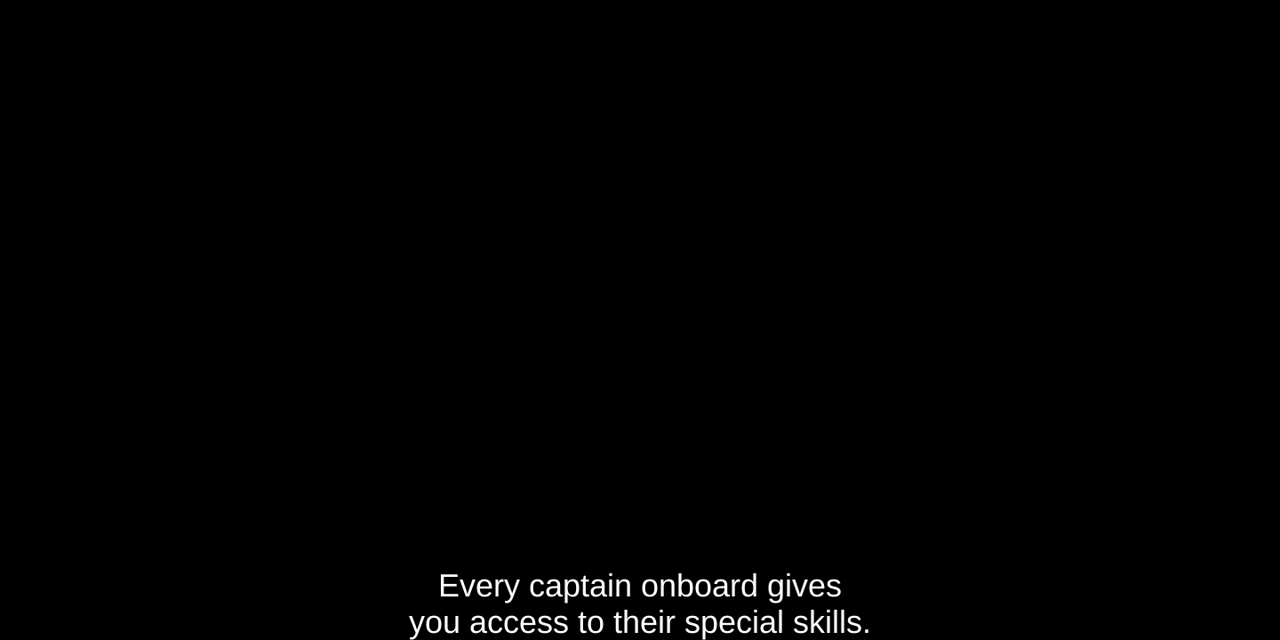 Every captain onboard gives
you access to their special skills.